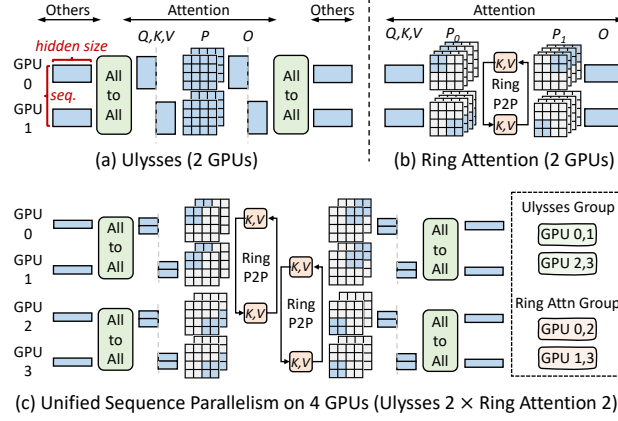 Others
Attention
Others
Q,K,V
P
O
hidden size
GPU
0
seq.
GPU
1
All
to
All
All
to
All
(a) Ulysses (2 GPUs)
Attention
Q,K,V
P0
P1
O
K,V
Ring
P2P
K,V
(b) Ring Attention (2 GPUs)
GPU
0
GPU
1
GPU
2
GPU
3
All
to
All
All
to
All
K,V
Ring
P2P
K,V
K,V
Ring
P2P
K,V
All
to
All
All
to
All
Ulysses Group
GPU 0,1
GPU 2,3
Ring Attn Group
GPU 0,2
GPU 1,3
(c) Unified Sequence Parallelism on 4 GPUs (Ulysses 2 × Ring Attention 2)